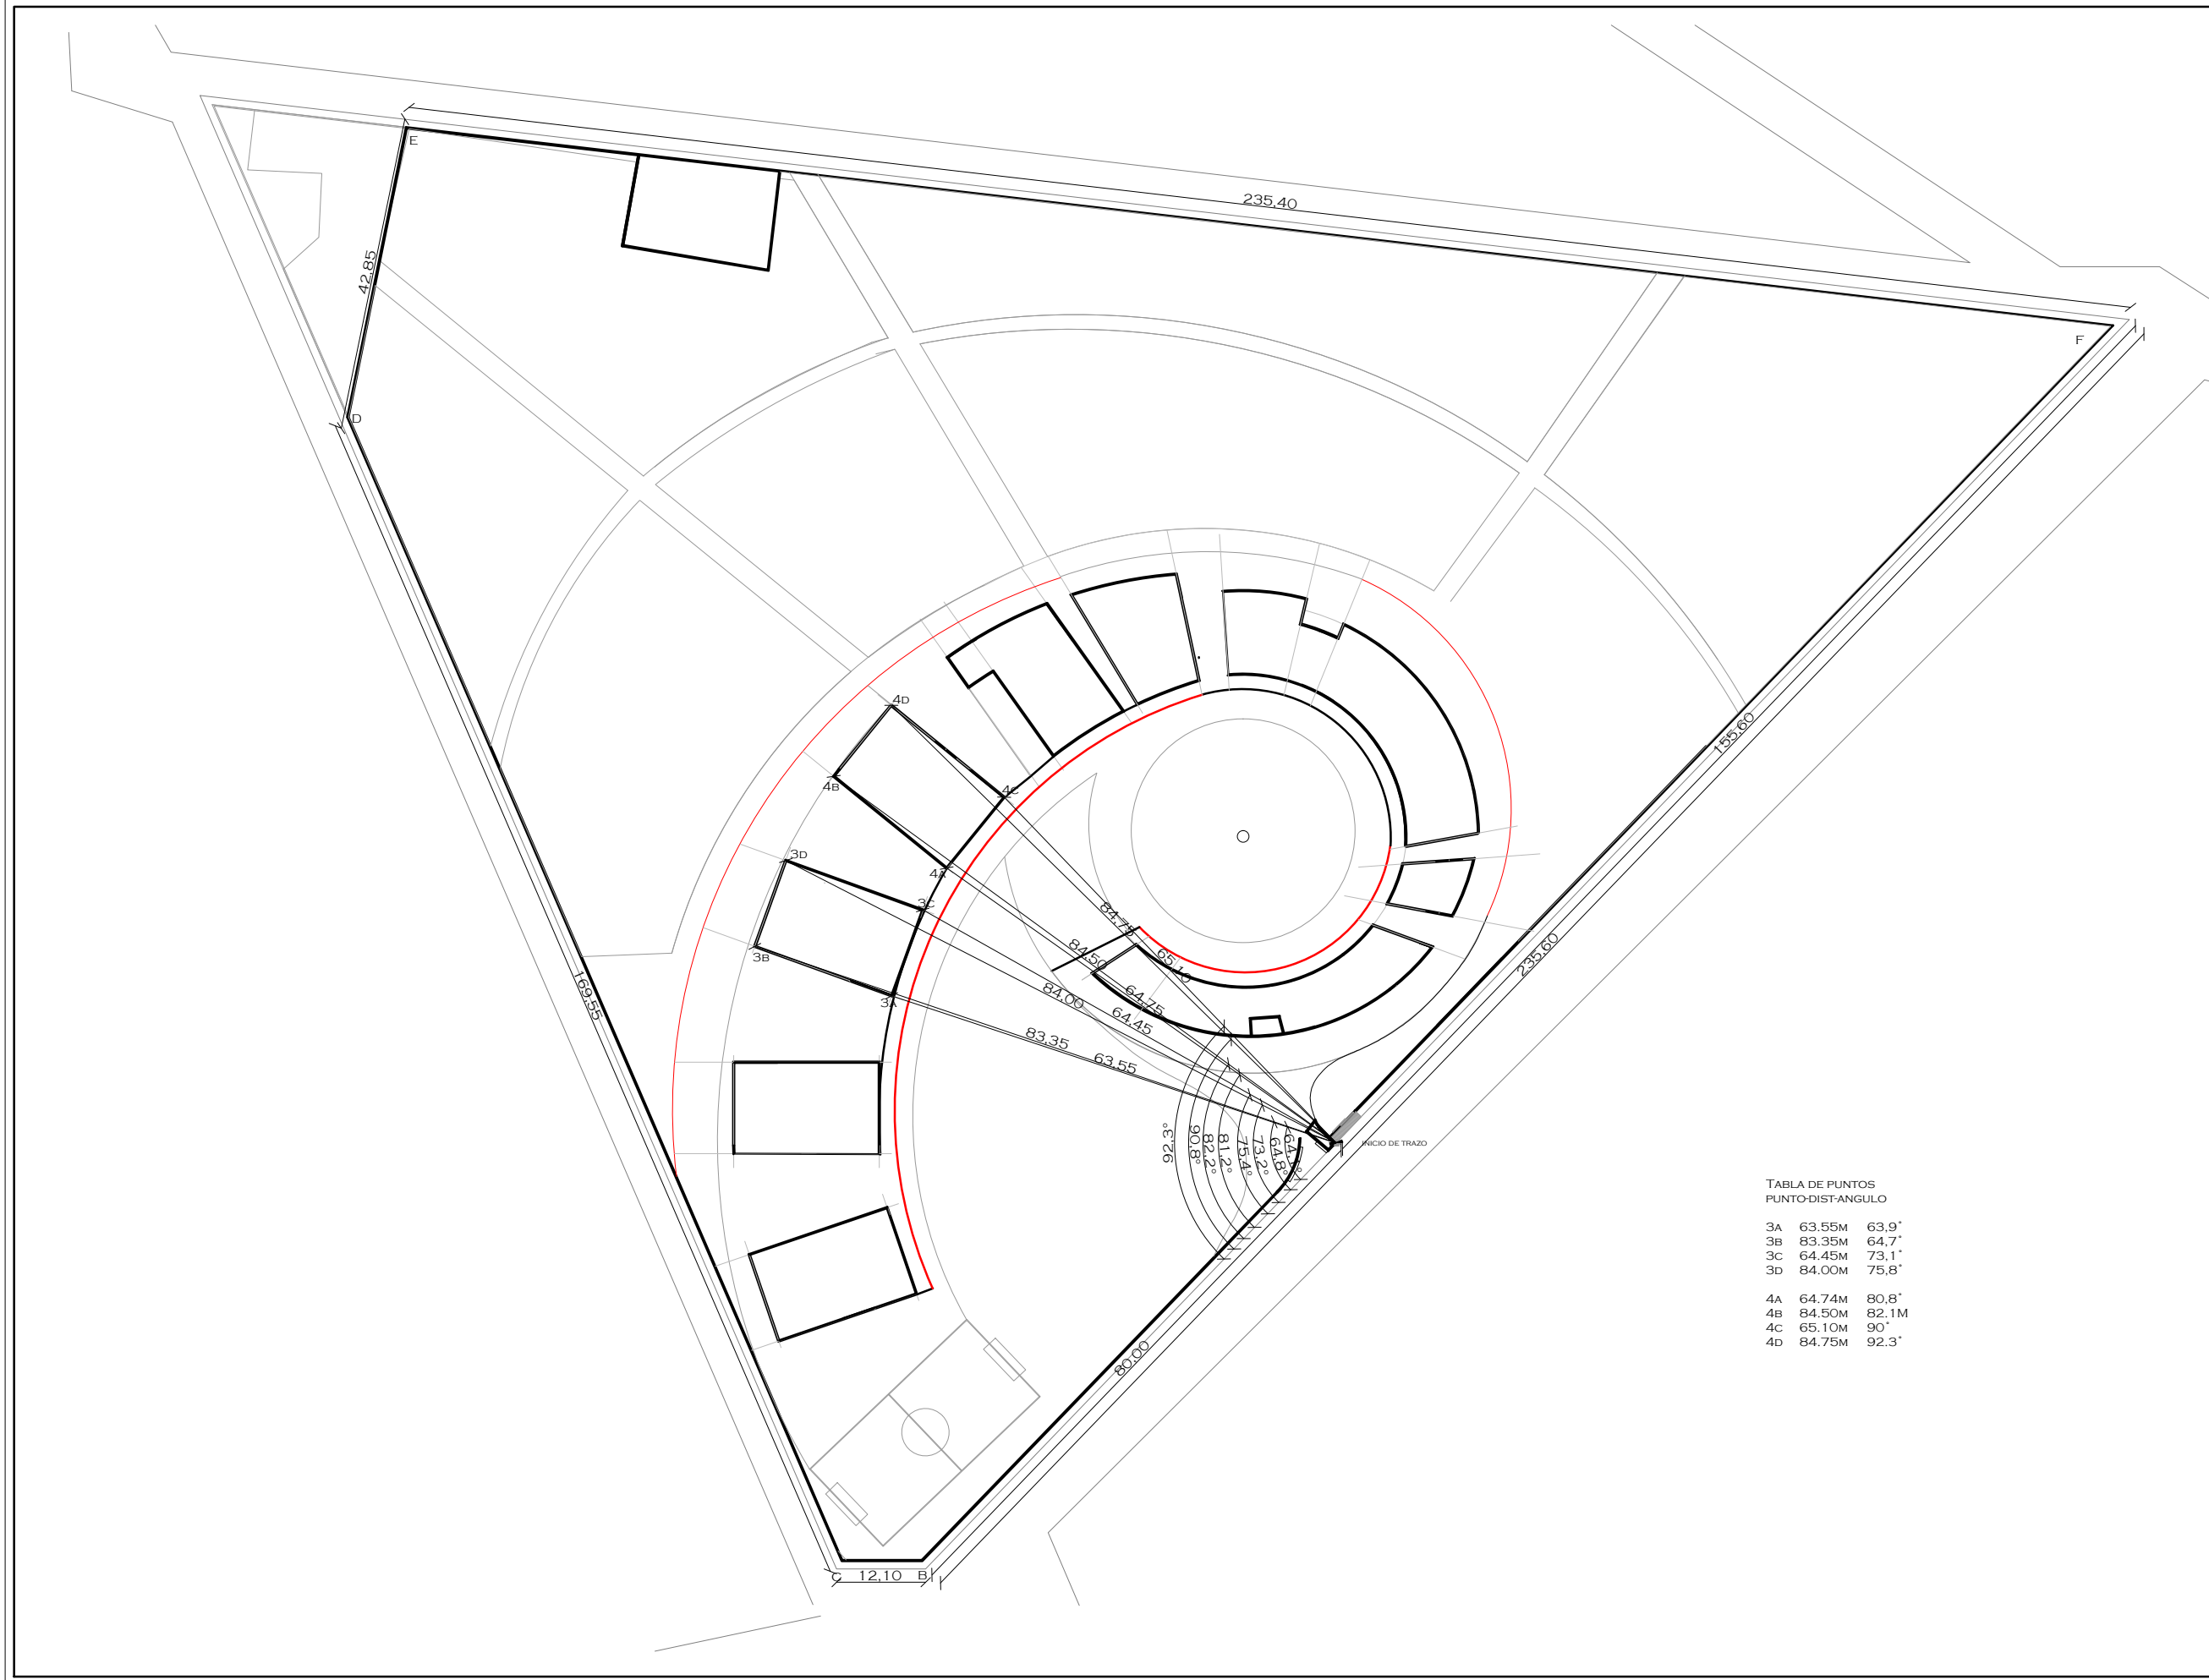 E
235,40
42,85
F
D
4D
4B
4C
155,60
3D
4A
3C
84,75
84,50
65,10
235,60
3B
169,55
3A
84,00
64,75
64,45
83,35
63,55
92.3°
90.8°
82.2°
81.2°
75.4°
73.2°
64,8°
INICIO DE TRAZO
TABLA DE PUNTOS
PUNTO-DIST-ANGULO
3A 63.55M 63,9°
3B 83.35M 64,7°
3C 64.45M 73,1°
3D 84.00M 75,8°
4A 64.74M 80,8°
4B 84.50M 82.1M
4C 65.10M 90°
4D 84.75M 92.3°
80,00
C 12,10 B